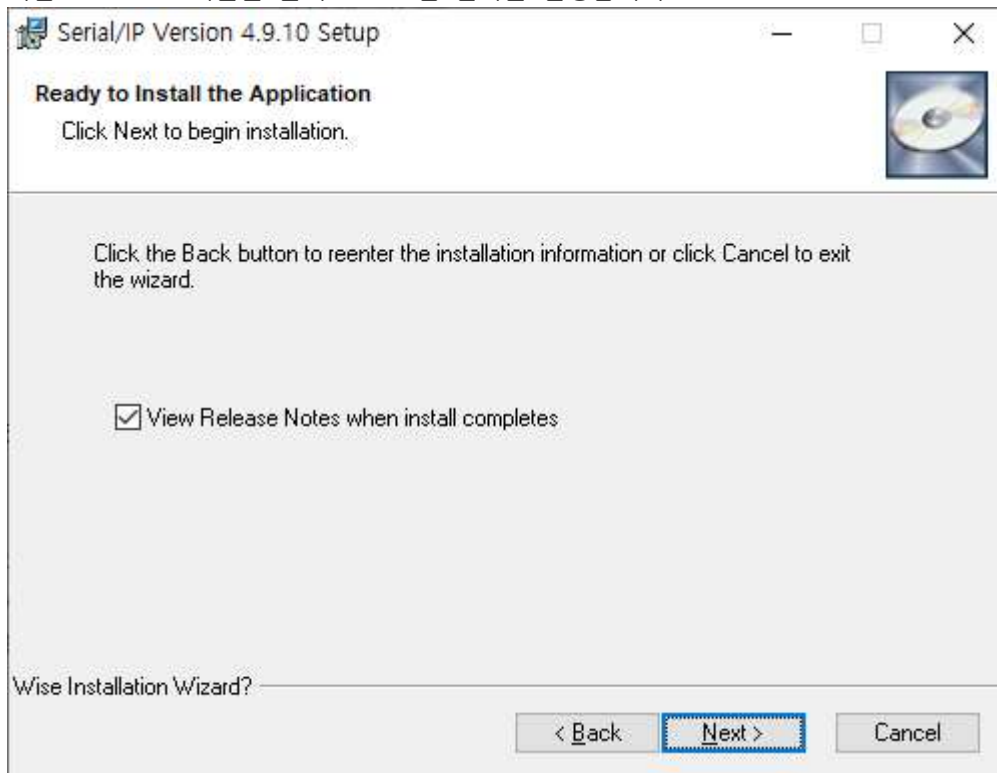 Serial/IP Version 4.9.10 Setup
Ready to Install the Application
Click Next to begin installation.
Click the Back button to reenter the installation information or click Cancel to exit
the wizard.
View Release Notes when install completes
Wise Installation Wizard?
< Back
Next >
Cancel